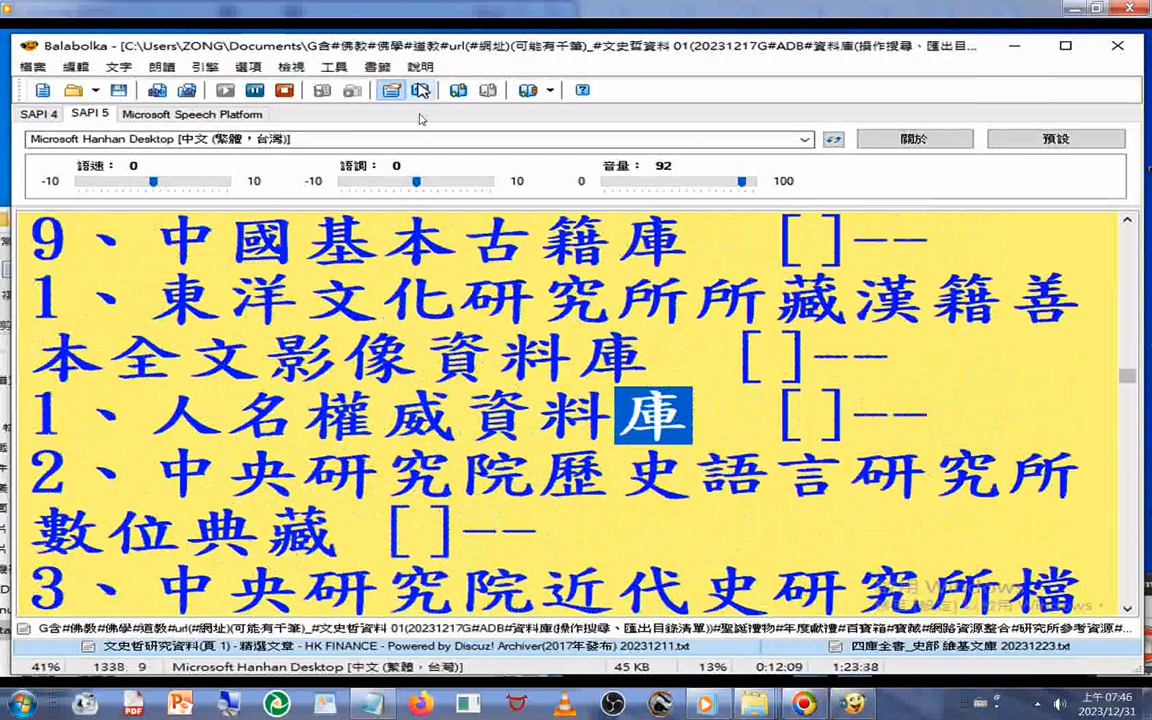 Balabolka - [C:\Users\ZONG\Documents\G含#佛教#佛學#道教#url(#網址)(可能有千筆)_#文史哲資料 01(20231217G#ADB#資料庫(操作搜尋、匯出目...
檔案 編輯 文字 朗讀 引擎 選項 檢視 工具 書籤 說明
SAPI 4 SAPI 5 Microsoft Speech Platform
Microsoft Hanhan Desktop [中文 (繁體，台灣)] 關於 預設
語速： 0 語調： 0 音量： 92
-10 10 -10 10 0 100
9、中國基本古籍庫 []——
1、東洋文化研究所所藏漢籍善
本全文影像資料庫 []——
1、人名權威資料庫 []——
2、中央研究院歷史語言研究所
數位典藏 []——
3、中央研究院近代史研究所檔
G含#佛教#佛學#道教#url(#網址)(可能有千筆)_#文史哲資料 01(20231217G#ADB#資料庫(操作搜尋、匯出目錄清單))#聖誕禮物#年度獻禮#百寶箱#寶藏#網路資源整合#研究所參考資源#...
文史哲研究資料(頁 1) - 精選文章 - HK FINANCE - Powered by Discuz! Archiver(2017年發布) 20231211.txt 四庫全書_史部 維基文庫 20231223.txt
41% 1338, 9 Microsoft Hanhan Desktop [中文 (繁體，台灣)] 45 KB 13% 0:12:09 1:23:38
上午 07:46
2023/12/31